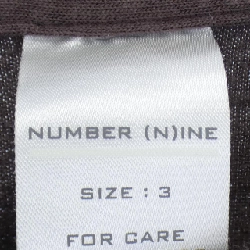 NUMBER (N)INE
SIZE : 3
FOR CARE